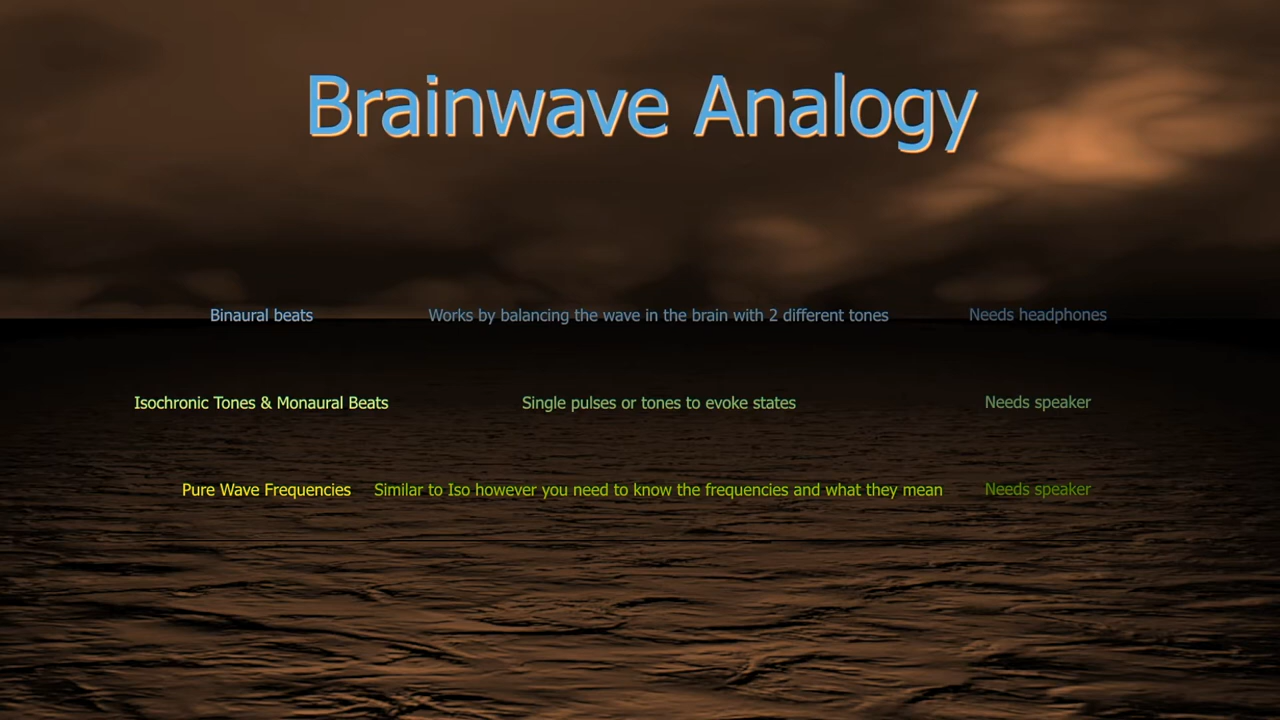 Brainwave Analogy
Binaural beats Works by balancing the wave in the brain with 2 different tones Needs headphones
Isochronic Tones & Monaural Beats Single pulses or tones to evoke states Needs speaker
Pure Wave Frequencies Similar to Iso however you need to know the frequencies and what they mean Needs speaker